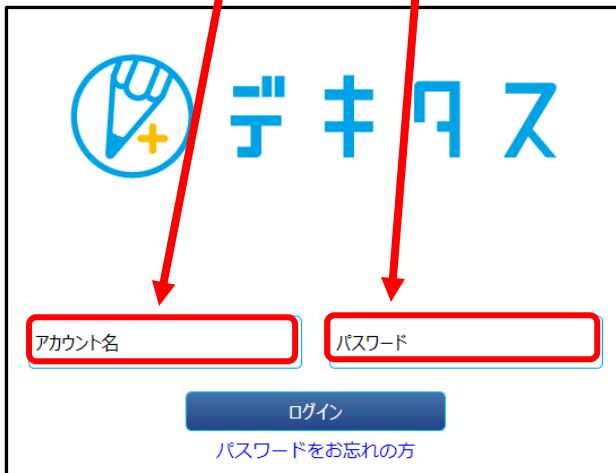 デキタス
アカウント名
パスワード
ログイン
パスワードをお忘れの方